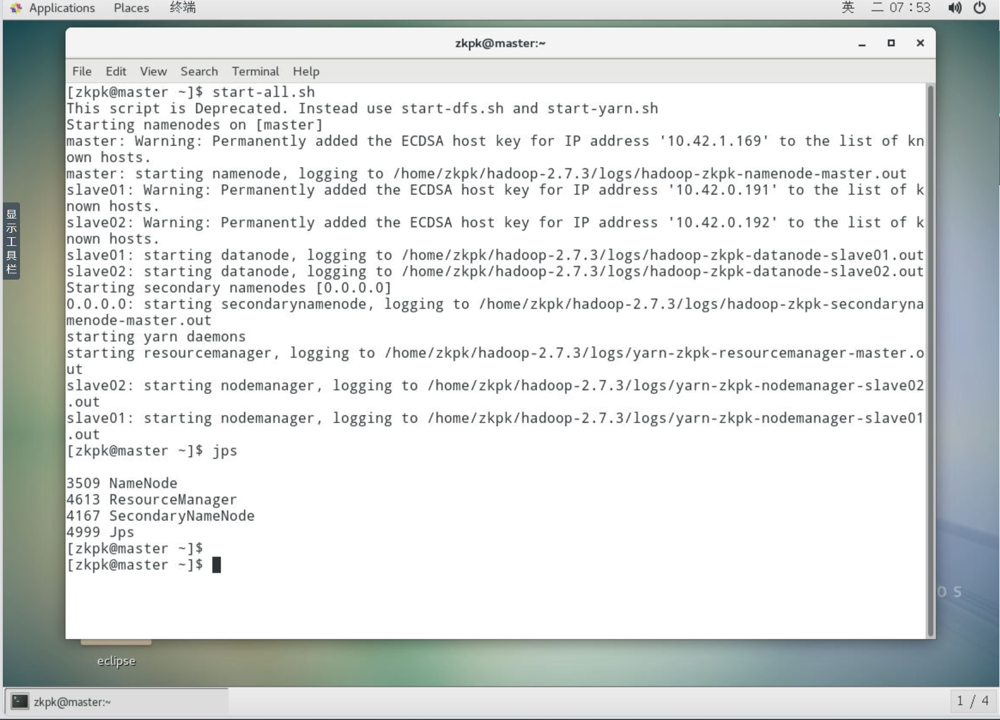 Applications Places 终端 英 二 07：53
zkpk@master:~
File Edit View Search Terminal Help
[zkpk@master ~]$ start-all.sh
This script is Deprecated. Instead use start-dfs.sh and start-yarn.sh
Starting namenodes on [master]
master: Warning: Permanently added the ECDSA host key for IP address '10.42.1.169' to the list of kn
own hosts.
master: starting namenode, logging to /home/zkpk/hadoop-2.7.3/logs/hadoop-zkpk-namenode-master.out
slave01: Warning: Permanently added the ECDSA host key for IP address '10.42.0.191' to the list of k
nown hosts.
slave02: Warning: Permanently added the ECDSA host key for IP address '10.42.0.192' to the list of k
nown hosts.
slave01: starting datanode, logging to /home/zkpk/hadoop-2.7.3/logs/hadoop-zkpk-datanode-slave01.out
slave02: starting datanode, logging to /home/zkpk/hadoop-2.7.3/logs/hadoop-zkpk-datanode-slave02.out
Starting secondary namenodes [0.0.0.0]
0.0.0.0: starting secondarynamenode, logging to /home/zkpk/hadoop-2.7.3/logs/hadoop-zkpk-secondaryna
menode-master.out
starting yarn daemons
starting resourcemanager, logging to /home/zkpk/hadoop-2.7.3/logs/yarn-zkpk-resourcemanager-master.o
ut
slave02: starting nodemanager, logging to /home/zkpk/hadoop-2.7.3/logs/yarn-zkpk-nodemanager-slave02
.out
slave01: starting nodemanager, logging to /home/zkpk/hadoop-2.7.3/logs/yarn-zkpk-nodemanager-slave01
.out
[zkpk@master ~]$ jps
3509 NameNode
4613 ResourceManager
4167 SecondaryNameNode
4999 Jps
[zkpk@master ~]$
[zkpk@master ~]$
显示工具栏
O S
eclipse
zkpk@master:~
1 / 4